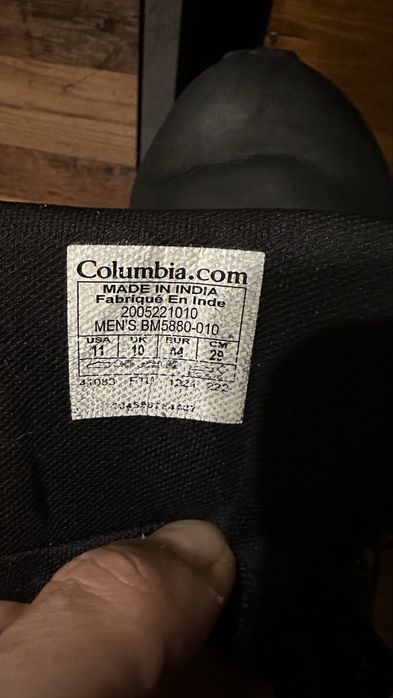 Columbia.com
MADE IN INDIA
Fabriqué En Inde
2005221010
MEN'S BM5880-010
USA UK EUR CM
11 10 44 29